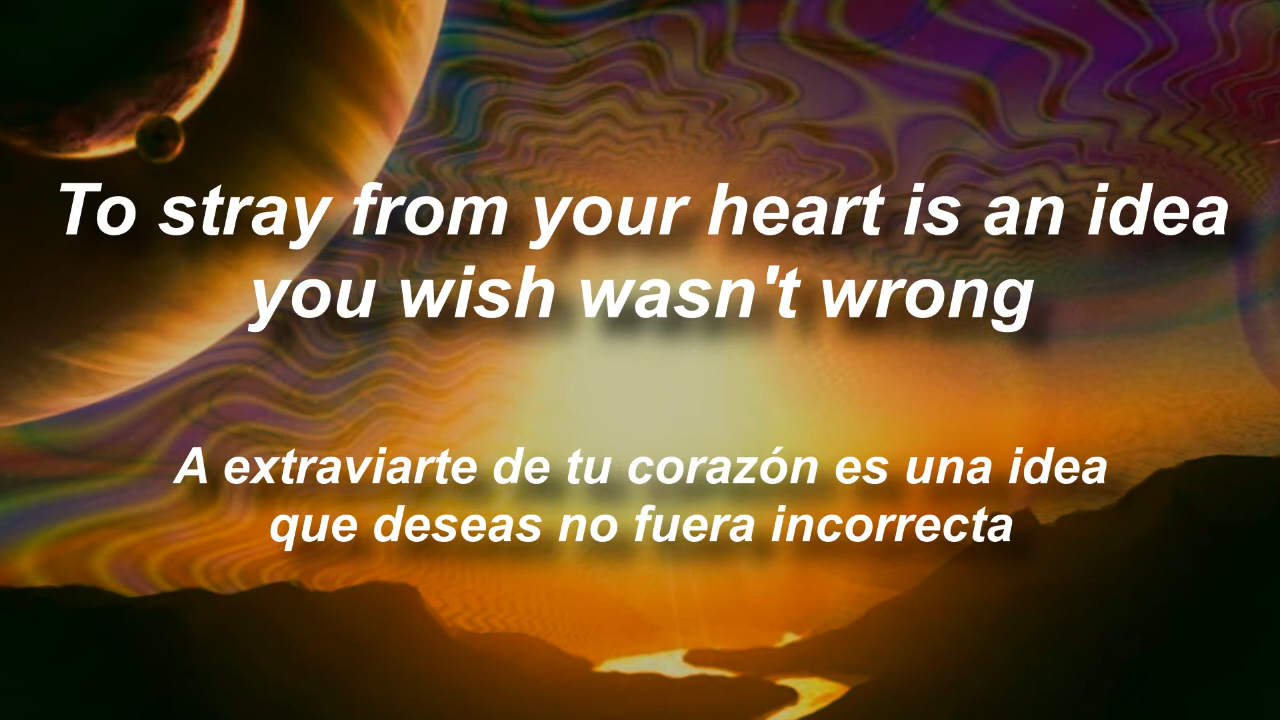 To stray from your heart is an idea
you wish wasn't wrong
A extraviarte de tu corazón es una idea
que deseas no fuera incorrecta